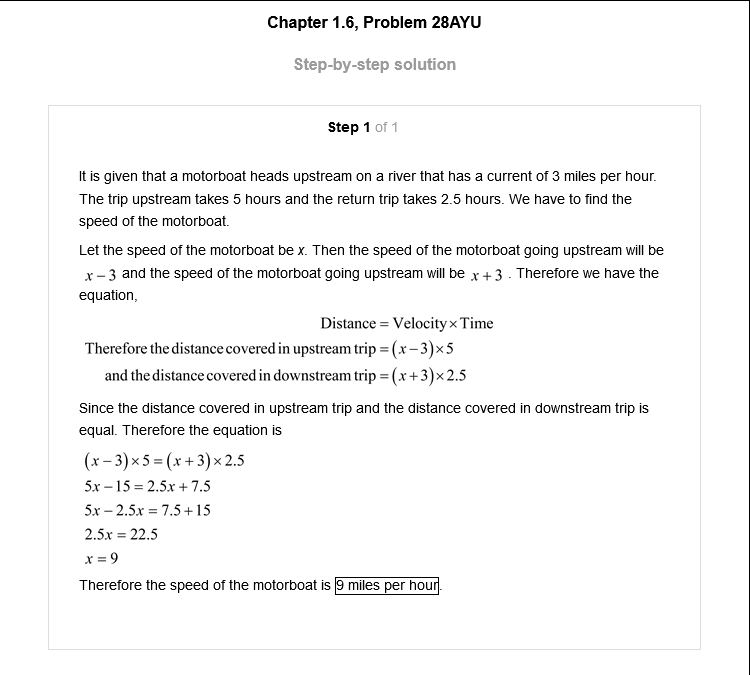 Chapter 1.6, Problem 28AYU
Step-by-step solution
Step 1 of 1
It is given that a motorboat heads upstream on a river that has a current of 3 miles per hour.
The trip upstream takes 5 hours and the return trip takes 2.5 hours. We have to find the
speed of the motorboat.
Let the speed of the motorboat be x. Then the speed of the motorboat going upstream will be
x − 3 and the speed of the motorboat going upstream will be x + 3 . Therefore we have the
equation,
Distance = Velocity × Time
Therefore the distance covered in upstream trip = (x − 3) × 5
and the distance covered in downstream trip = (x + 3) × 2.5
Since the distance covered in upstream trip and the distance covered in downstream trip is
equal. Therefore the equation is
(x − 3) × 5 = (x + 3) × 2.5
5x − 15 = 2.5x + 7.5
5x − 2.5x = 7.5 + 15
2.5x = 22.5
x = 9
Therefore the speed of the motorboat is 9 miles per hour.